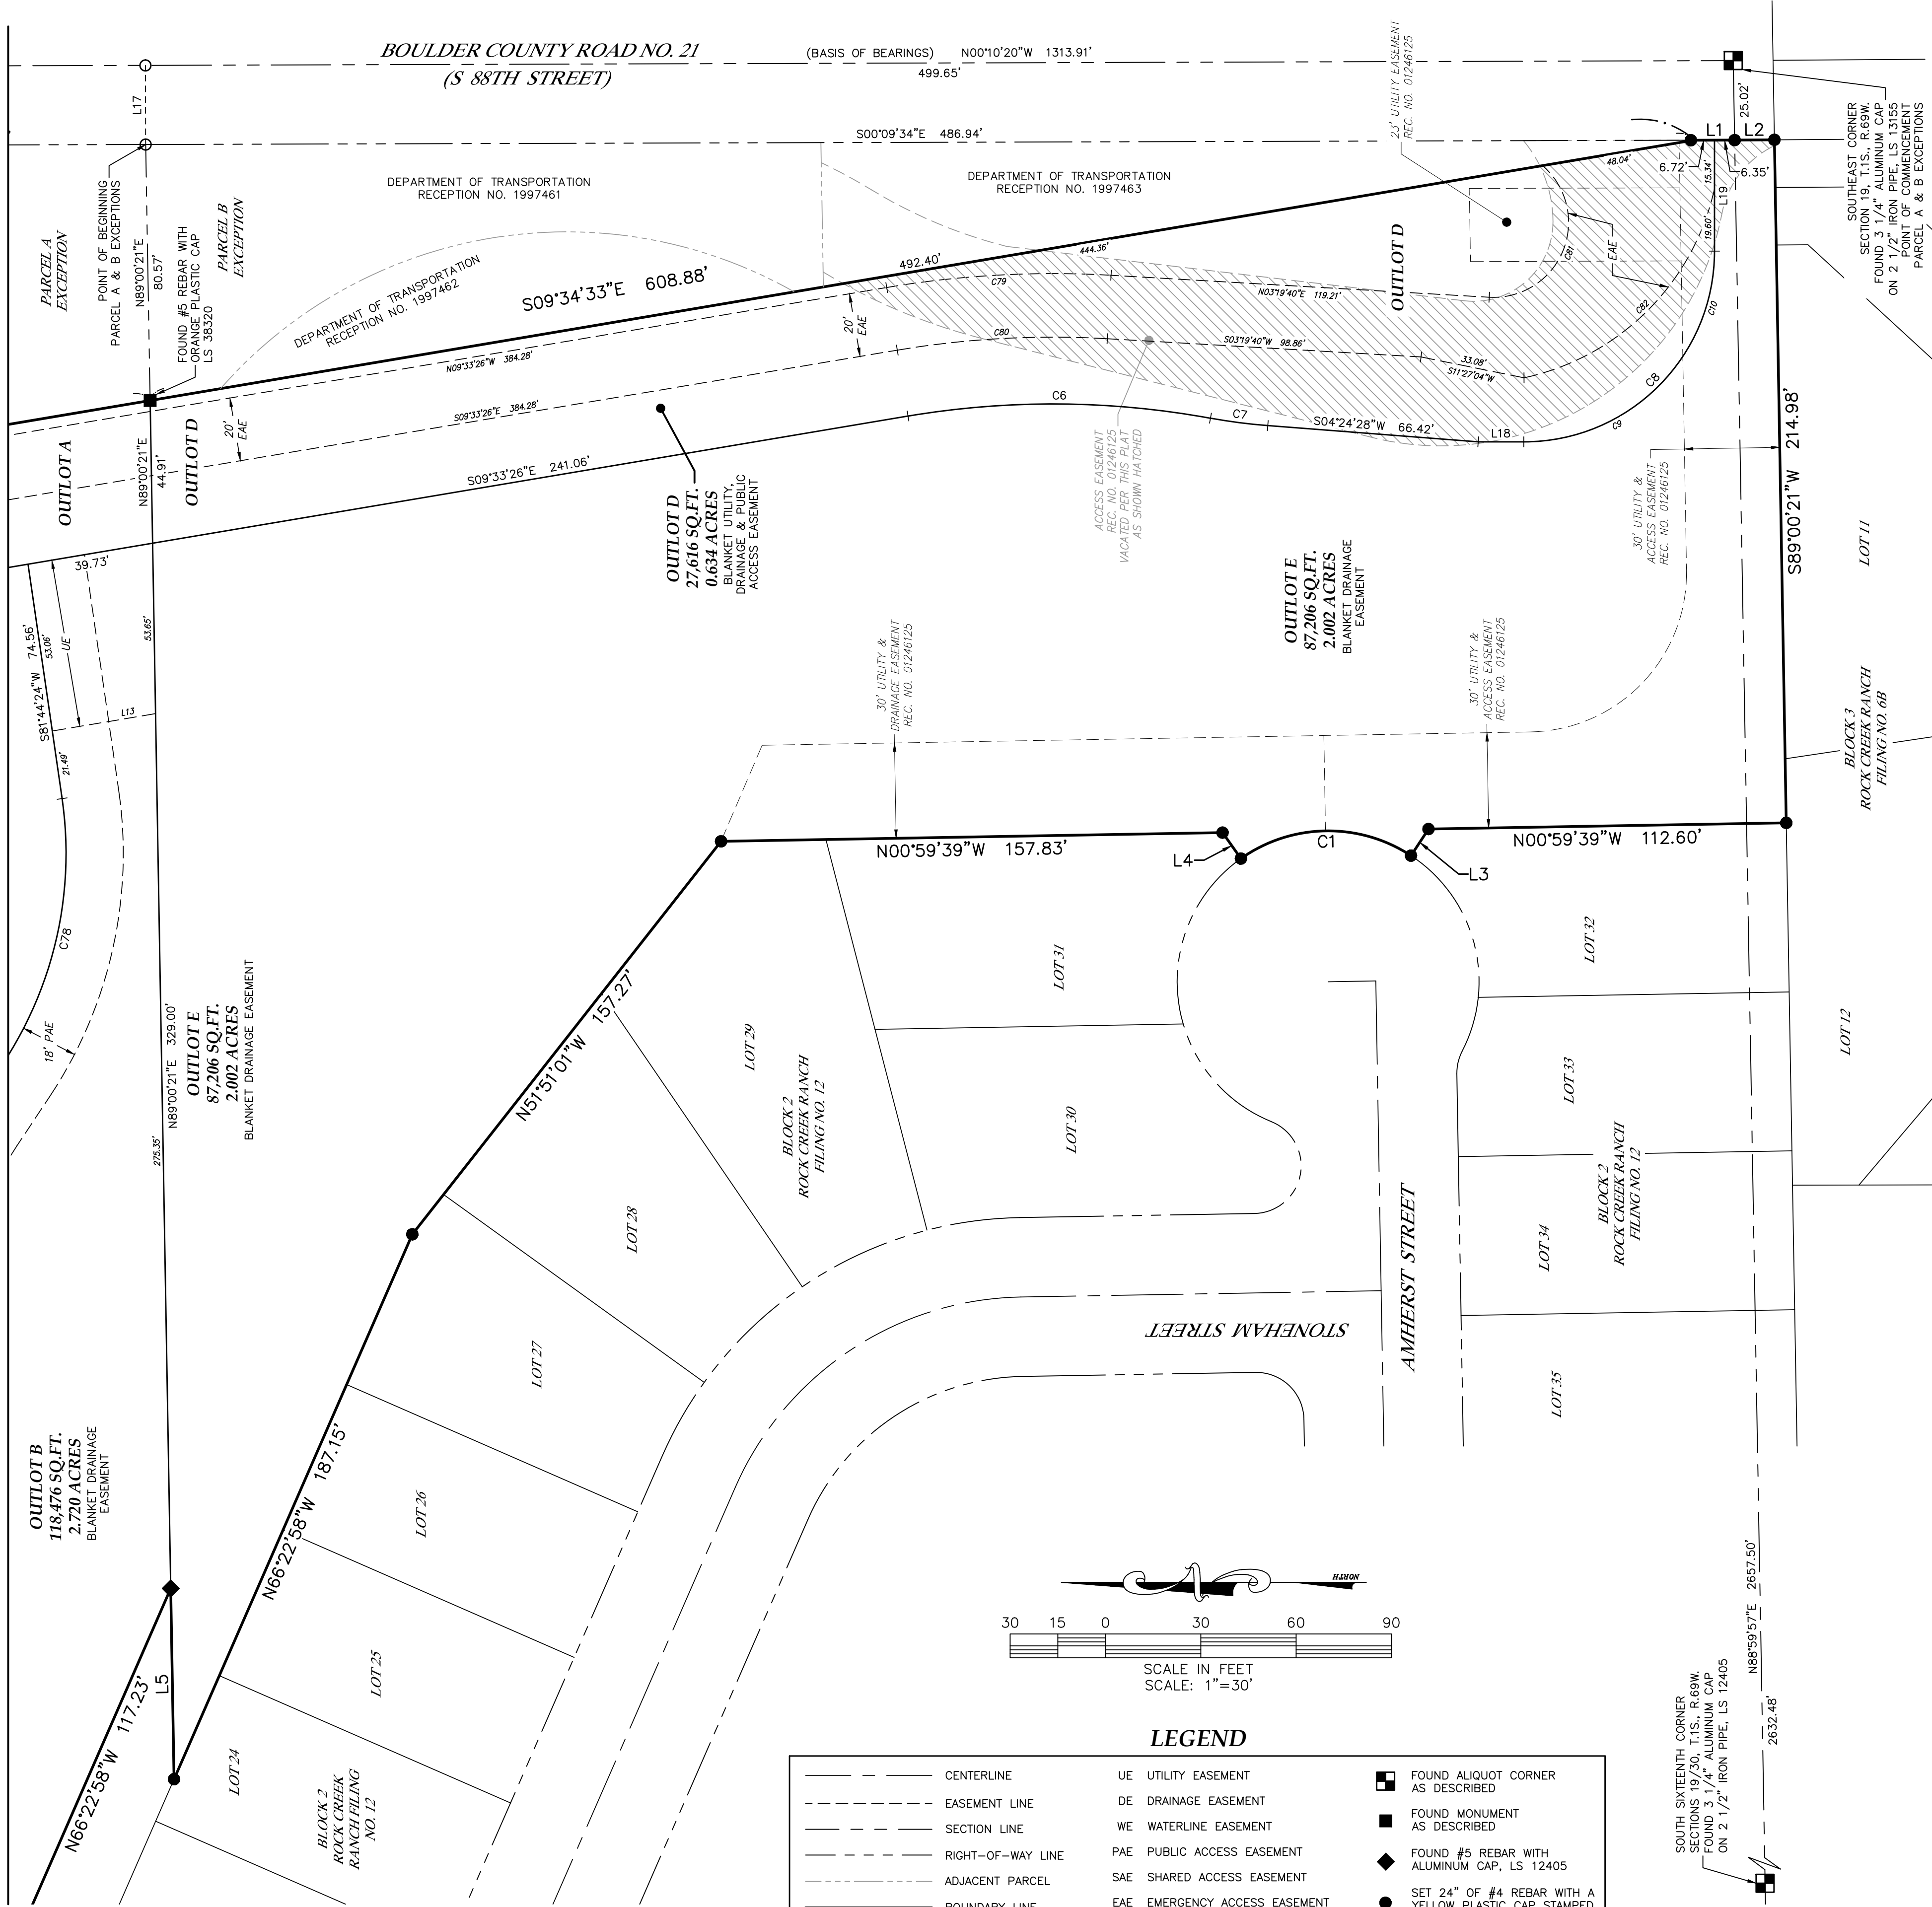 BOULDER COUNTY ROAD NO. 21
(S 88TH STREET)
(BASIS OF BEARINGS) N00°10'20"W 1313.91'
499.65'
L17
S00°09'34"E 486.94'
23' UTILITY EASEMENT
REC. NO. 01246125
25.02'
L1
L2
6.72'
6.35'
15.34'
L19
19.60'
48.04'
SOUTHEAST CORNER
SECTION 19, T.1S., R.69W.
FOUND 3 1/4" ALUMINUM CAP
ON 2 1/2" IRON PIPE, LS 13155
POINT OF COMMENCEMENT
PARCEL A & B EXCEPTIONS
PARCEL A
EXCEPTION
POINT OF BEGINNING
PARCEL A & B EXCEPTIONS
N89°00'21"E
80.57'
FOUND #5 REBAR WITH
ORANGE PLASTIC CAP
LS 38320
PARCEL B
EXCEPTION
DEPARTMENT OF TRANSPORTATION
RECEPTION NO. 1997461
DEPARTMENT OF TRANSPORTATION
RECEPTION NO. 1997463
DEPARTMENT OF TRANSPORTATION
RECEPTION NO. 1997462
S09°34'33"E 608.88'
492.40'
444.36'
C79
N03°19'40"E 119.21'
C81
EAE
C82
C10
OUTLOT D
20'
EAE
C80
S03°19'40"W 98.86'
33.08'
S11°27'04"W
N09°33'26"W 384.28'
S09°33'26"E 384.28'
C6
C7
S04°24'28"W 66.42'
L18
C9
C8
OUTLOT A
N89°00'21"E
44.91'
OUTLOT D
20'
EAE
S09°33'26"E 241.06'
OUTLOT D
27,616 SQ.FT.
0.634 ACRES
BLANKET UTILITY,
DRAINAGE & PUBLIC
ACCESS EASEMENT
ACCESS EASEMENT
REC. NO. 01246125
VACATED PER THIS PLAT
AS SHOWN HATCHED
30' UTILITY &
ACCESS EASEMENT
REC. NO. 01246125
S89°00'21"W 214.98'
LOT 11
39.73'
S81°44'24"W 74.56'
53.06'
UE
53.65'
L13
21.49'
OUTLOT E
87,206 SQ.FT.
2.002 ACRES
BLANKET DRAINAGE
EASEMENT
30' UTILITY &
DRAINAGE EASEMENT
REC. NO. 01246125
30' UTILITY &
ACCESS EASEMENT
REC. NO. 01246125
BLOCK 3
ROCK CREEK RANCH
FILING NO. 6B
N00°59'39"W 157.83'
L4
C1
L3
N00°59'39"W 112.60'
C78
18' PAE
N89°00'21"E 329.00'
275.35'
OUTLOT E
87,206 SQ.FT.
2.002 ACRES
BLANKET DRAINAGE EASEMENT
N51°51'01"W 157.27'
LOT 31
LOT 32
LOT 29
LOT 30
LOT 33
LOT 12
BLOCK 2
ROCK CREEK RANCH
FILING NO. 12
LOT 28
LOT 34
BLOCK 2
ROCK CREEK RANCH
FILING NO. 12
AMHERST STREET
STONEHAM STREET
LOT 27
LOT 35
LOT 26
N66°22'58"W 187.15'
OUTLOT B
118,476 SQ.FT.
2.720 ACRES
BLANKET DRAINAGE
EASEMENT
L5
N66°22'58"W 117.23'
LOT 25
LOT 24
BLOCK 2
ROCK CREEK
RANCH FILING
NO. 12
N88°59'57"E 2657.50'
2632.48'
SOUTH SIXTEENTH CORNER
SECTIONS 19/30, T.1S., R.69W.
FOUND 3 1/4" ALUMINUM CAP
ON 2 1/2" IRON PIPE, LS 12405
NORTH
30 15 0 30 60 90
SCALE IN FEET
SCALE: 1"=30'
LEGEND
CENTERLINE
EASEMENT LINE
SECTION LINE
RIGHT-OF-WAY LINE
ADJACENT PARCEL
BOUNDARY LINE
UE UTILITY EASEMENT
DE DRAINAGE EASEMENT
WE WATERLINE EASEMENT
PAE PUBLIC ACCESS EASEMENT
SAE SHARED ACCESS EASEMENT
EAE EMERGENCY ACCESS EASEMENT
FOUND ALIQUOT CORNER
AS DESCRIBED
FOUND MONUMENT
AS DESCRIBED
FOUND #5 REBAR WITH
ALUMINUM CAP, LS 12405
SET 24" OF #4 REBAR WITH A
YELLOW PLASTIC CAP STAMPED